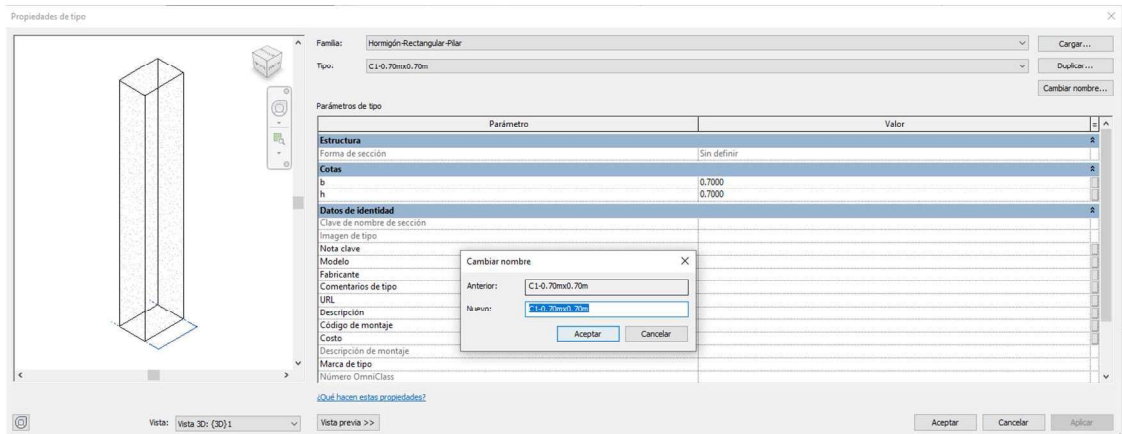 Propiedades de tipo
Familia: Hormigón-Rectangular-Pilar Cargar...
Tipo: C1-0.70mx0.70m Duplicar...
Cambiar nombre...
Parámetros de tipo
Parámetro Valor =
Estructura
Forma de sección Sin definir
Cotas
b 0.7000
h 0.7000
Datos de identidad
Clave de nombre de sección
Imagen de tipo
Nota clave
Modelo
Fabricante
Comentarios de tipo
URL
Descripción
Código de montaje
Costo
Descripción de montaje
Marca de tipo
Número OmniClass
Cambiar nombre
Anterior: C1-0.70mx0.70m
Nuevo: C1-0.70mx0.70m
Aceptar Cancelar
¿Qué hacen estas propiedades?
Vista: Vista 3D: {3D}1 Vista previa >> Aceptar Cancelar Aplicar